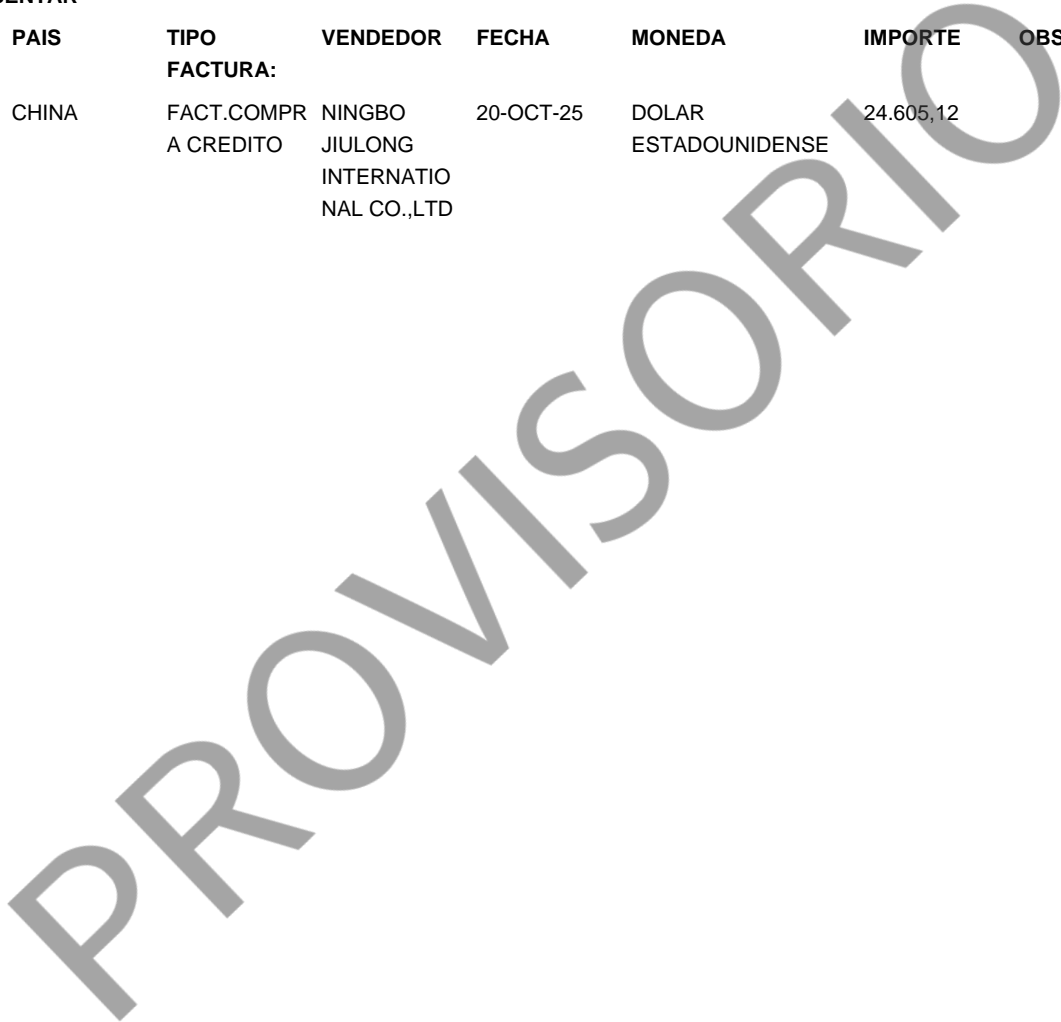 PAIS TIPO VENDEDOR FECHA MONEDA IMPORTE OBS
FACTURA:
CHINA FACT.COMPR NINGBO 20-OCT-25 DOLAR 24.605,12
A CREDITO JIULONG ESTADOUNIDENSE
INTERNATIO
NAL CO.,LTD
PROVISORIO